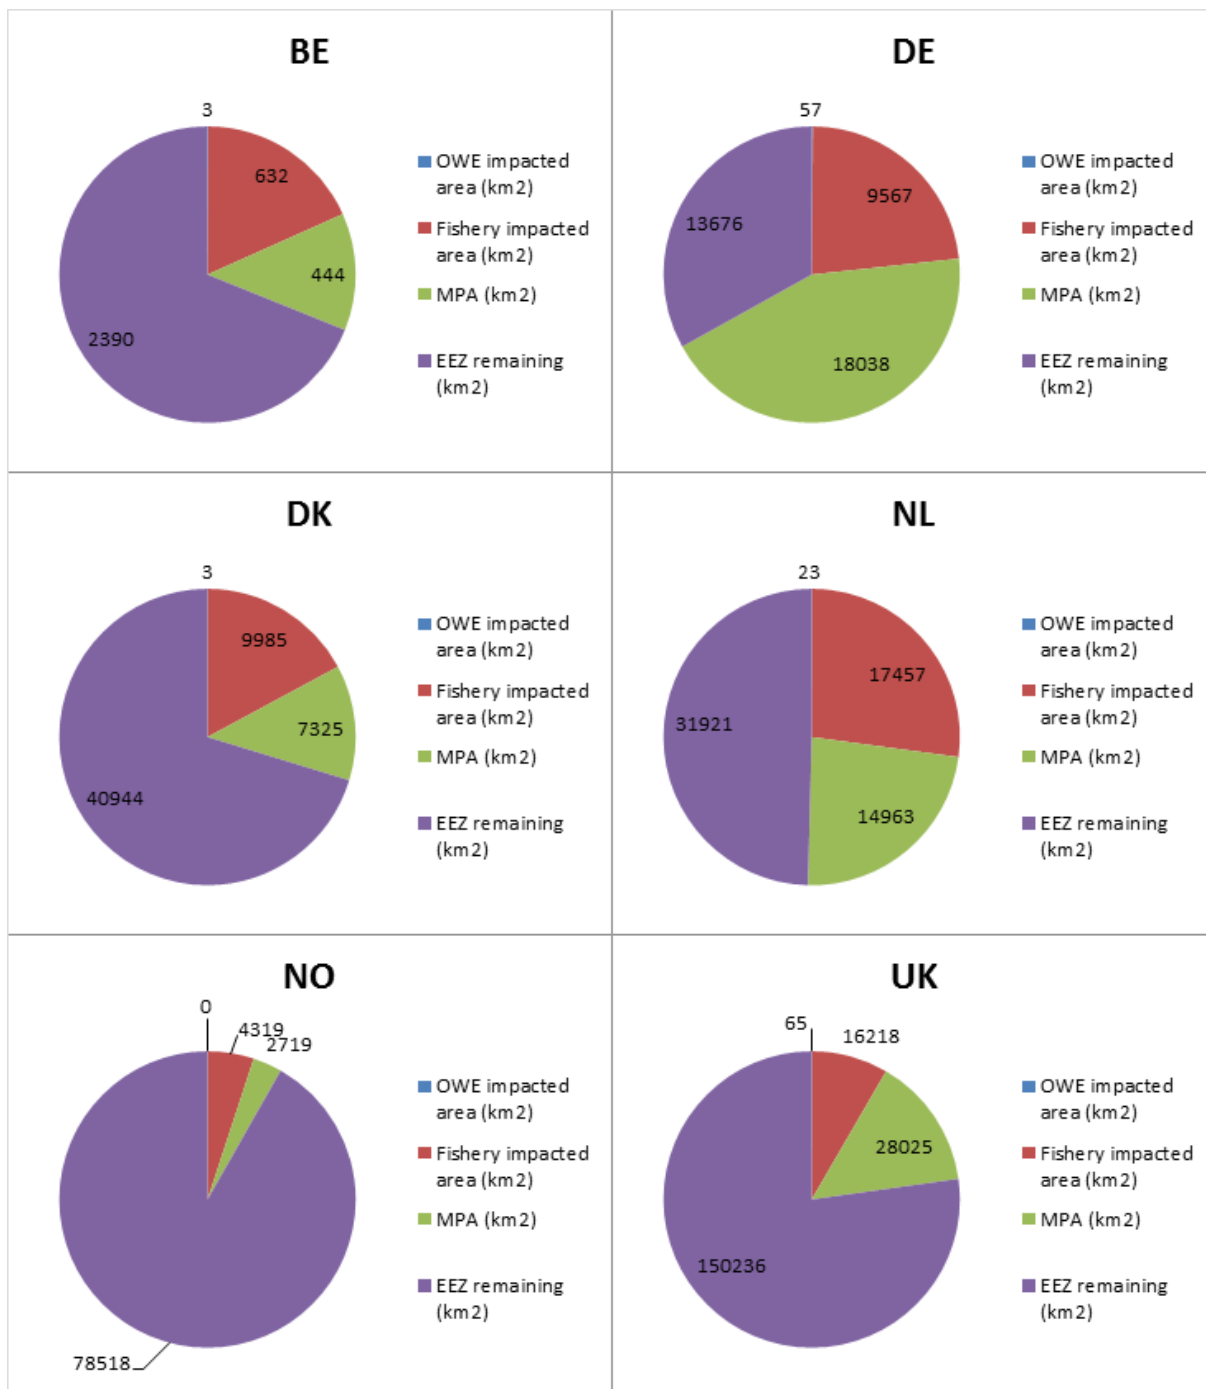 BE
3
632
444
2390
OWE impacted
area (km2)
Fishery impacted
area (km2)
MPA (km2)
EEZ remaining
(km2)
DE
57
9567
13676
18038
OWE impacted
area (km2)
Fishery impacted
area (km2)
MPA (km2)
EEZ remaining
(km2)
DK
3
9985
7325
40944
OWE impacted
area (km2)
Fishery impacted
area (km2)
MPA (km2)
EEZ remaining
(km2)
NL
23
17457
31921
14963
OWE impacted
area (km2)
Fishery impacted
area (km2)
MPA (km2)
EEZ remaining
(km2)
NO
0
4319
2719
78518
OWE impacted
area (km2)
Fishery impacted
area (km2)
MPA (km2)
EEZ remaining
(km2)
UK
65
16218
28025
150236
OWE impacted
area (km2)
Fishery impacted
area (km2)
MPA (km2)
EEZ remaining
(km2)